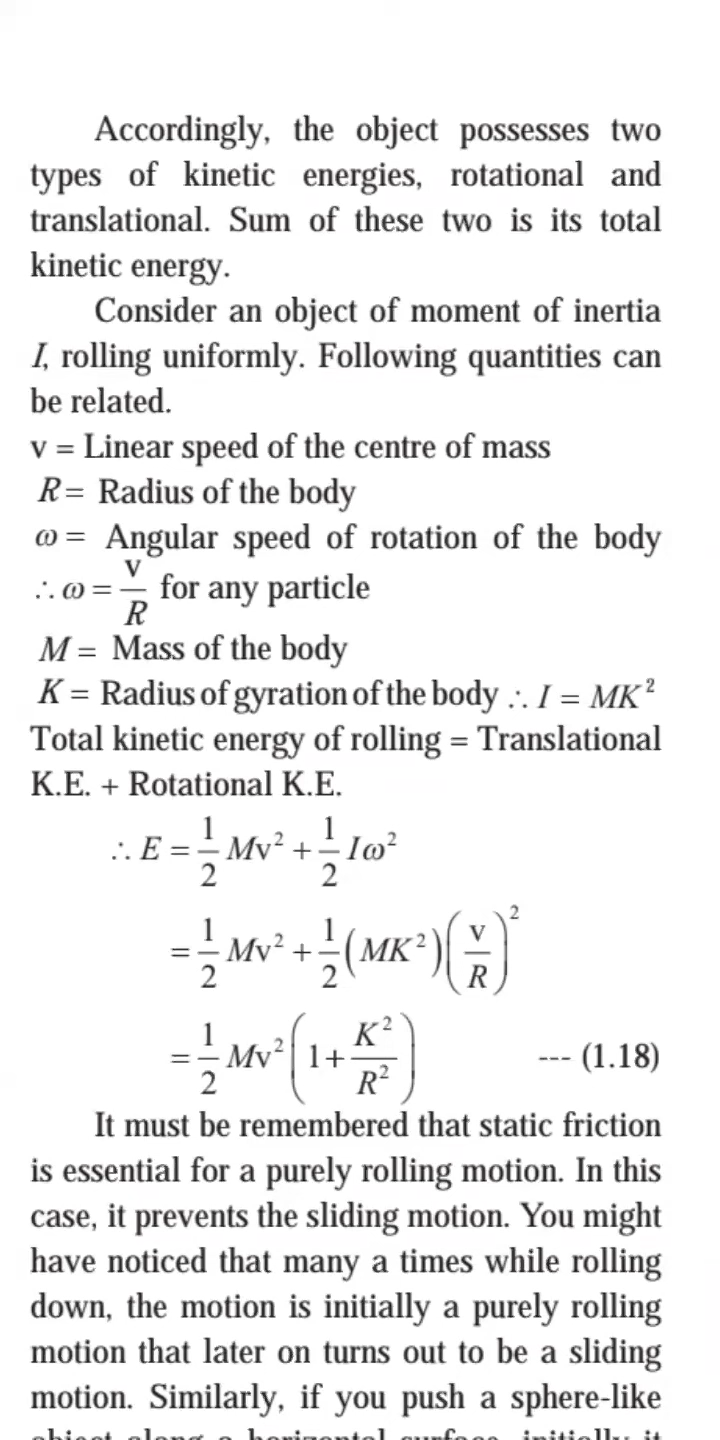 Accordingly, the object possesses two
types of kinetic energies, rotational and
translational. Sum of these two is its total
kinetic energy.
Consider an object of moment of inertia
I, rolling uniformly. Following quantities can
be related.
v = Linear speed of the centre of mass
R = Radius of the body
ω = Angular speed of rotation of the body
∴ ω = v/R for any particle
M = Mass of the body
K = Radius of gyration of the body ∴ I = MK²
Total kinetic energy of rolling = Translational
K.E. + Rotational K.E.
∴ E = 1/2 Mv² + 1/2 Iω²
= 1/2 Mv² + 1/2 (MK²)(v/R)²
= 1/2 Mv² (1 + K²/R²) --- (1.18)
It must be remembered that static friction
is essential for a purely rolling motion. In this
case, it prevents the sliding motion. You might
have noticed that many a times while rolling
down, the motion is initially a purely rolling
motion that later on turns out to be a sliding
motion. Similarly, if you push a sphere-like
object along a horizontal surface, initially it